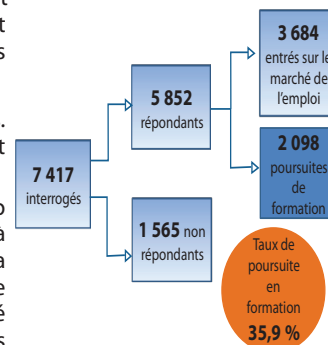 7 417
interrogés
5 852
répondants
1 565 non
répondants
3 684
entrés sur le
marché de
l'emploi
2 098
poursuites
de
formation
Taux de
poursuite
en
formation
35,9 %